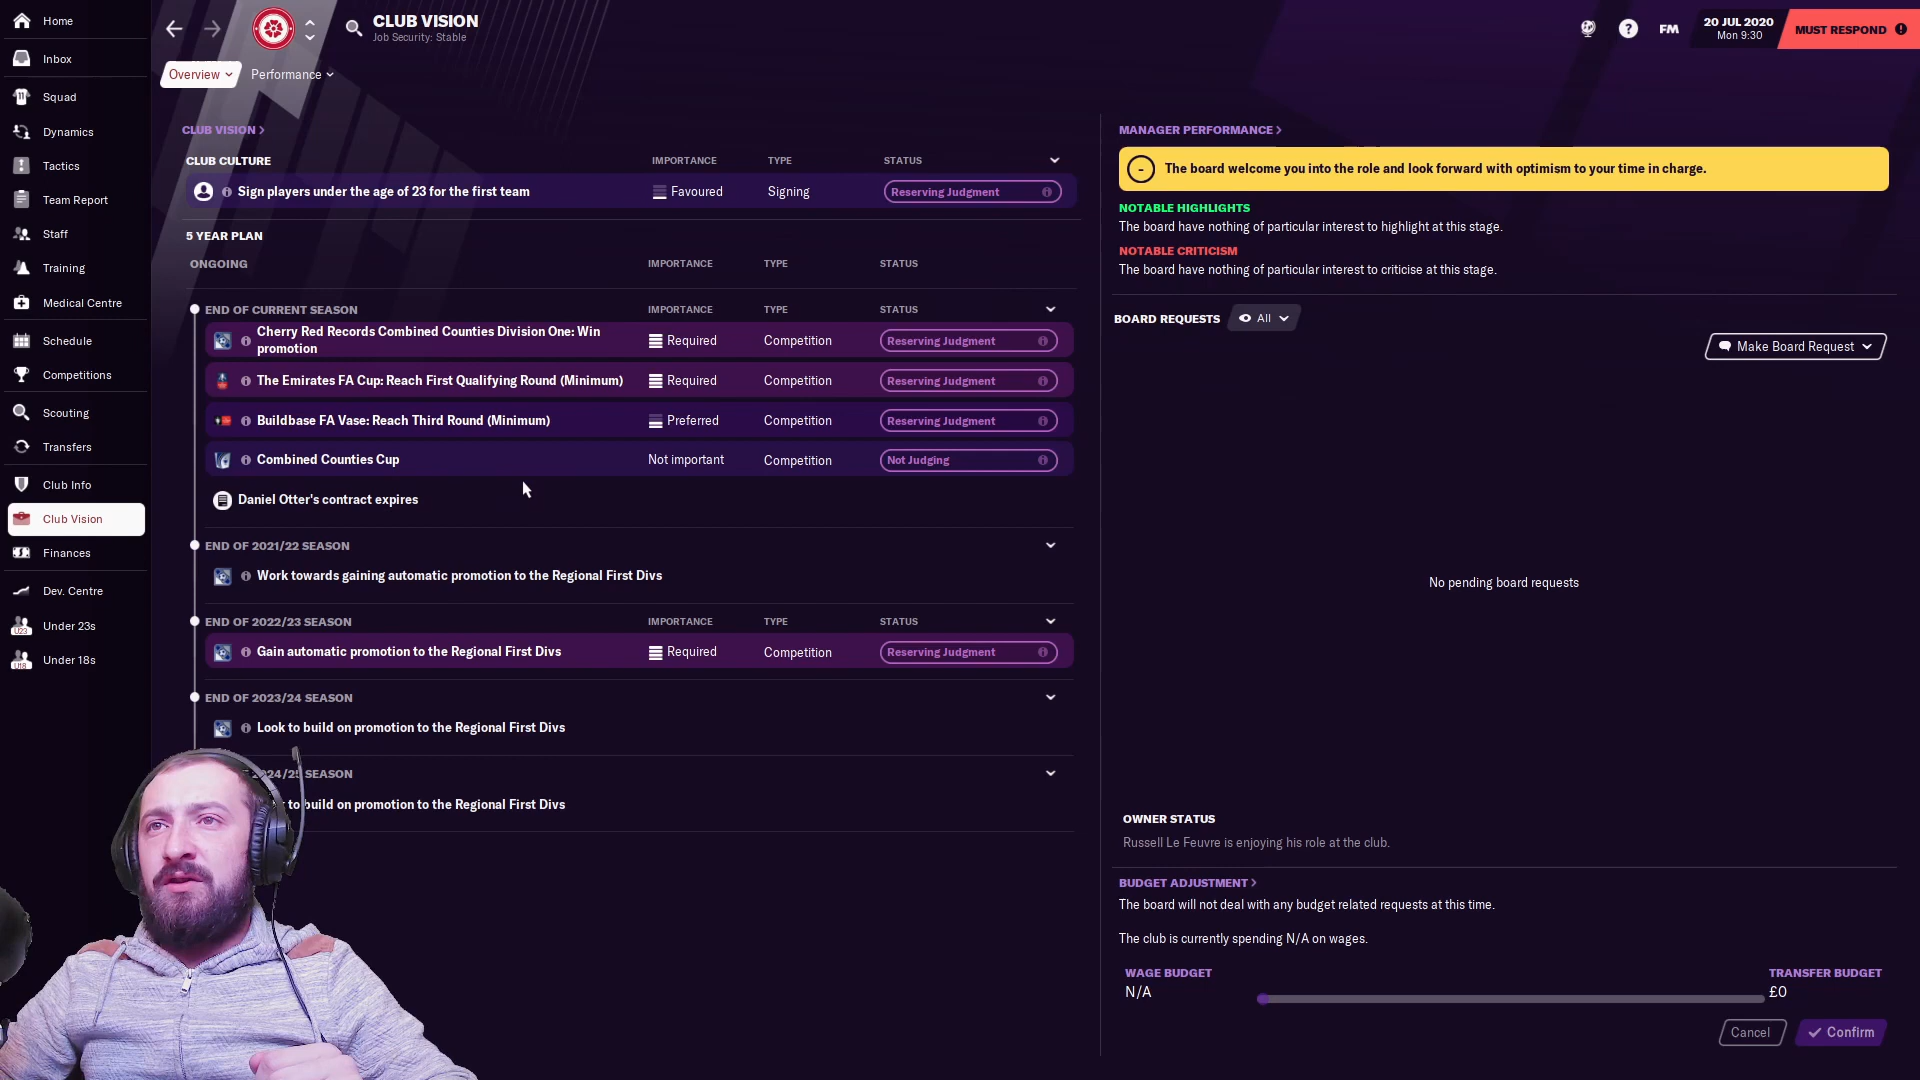 Home
Inbox
Squad
Dynamics
Tactics
Team Report
Staff
Training
Medical Centre
Schedule
Competitions
Scouting
Transfers
Club Info
Club Vision
Finances
Dev. Centre
Under 23s
Under 18s
CLUB VISION
Job Security: Stable
FM
20 JUL 2020
Mon 9:30
MUST RESPOND
Overview
Performance
CLUB VISION
CLUB CULTURE IMPORTANCE TYPE STATUS
Sign players under the age of 23 for the first team Favoured Signing Reserving Judgment
5 YEAR PLAN
ONGOING IMPORTANCE TYPE STATUS
END OF CURRENT SEASON IMPORTANCE TYPE STATUS
Cherry Red Records Combined Counties Division One: Win
promotion Required Competition Reserving Judgment
The Emirates FA Cup: Reach First Qualifying Round (Minimum) Required Competition Reserving Judgment
Buildbase FA Vase: Reach Third Round (Minimum) Preferred Competition Reserving Judgment
Combined Counties Cup Not important Competition Not Judging
Daniel Otter's contract expires
END OF 2021/22 SEASON
Work towards gaining automatic promotion to the Regional First Divs
END OF 2022/23 SEASON IMPORTANCE TYPE STATUS
Gain automatic promotion to the Regional First Divs Required Competition Reserving Judgment
END OF 2023/24 SEASON
Look to build on promotion to the Regional First Divs
2024/25 SEASON
to build on promotion to the Regional First Divs
MANAGER PERFORMANCE
- The board welcome you into the role and look forward with optimism to your time in charge.
NOTABLE HIGHLIGHTS
The board have nothing of particular interest to highlight at this stage.
NOTABLE CRITICISM
The board have nothing of particular interest to criticise at this stage.
BOARD REQUESTS All
Make Board Request
No pending board requests
OWNER STATUS
Russell Le Feuvre is enjoying his role at the club.
BUDGET ADJUSTMENT
The board will not deal with any budget related requests at this time.
The club is currently spending N/A on wages.
WAGE BUDGET TRANSFER BUDGET
N/A £0
Cancel Confirm